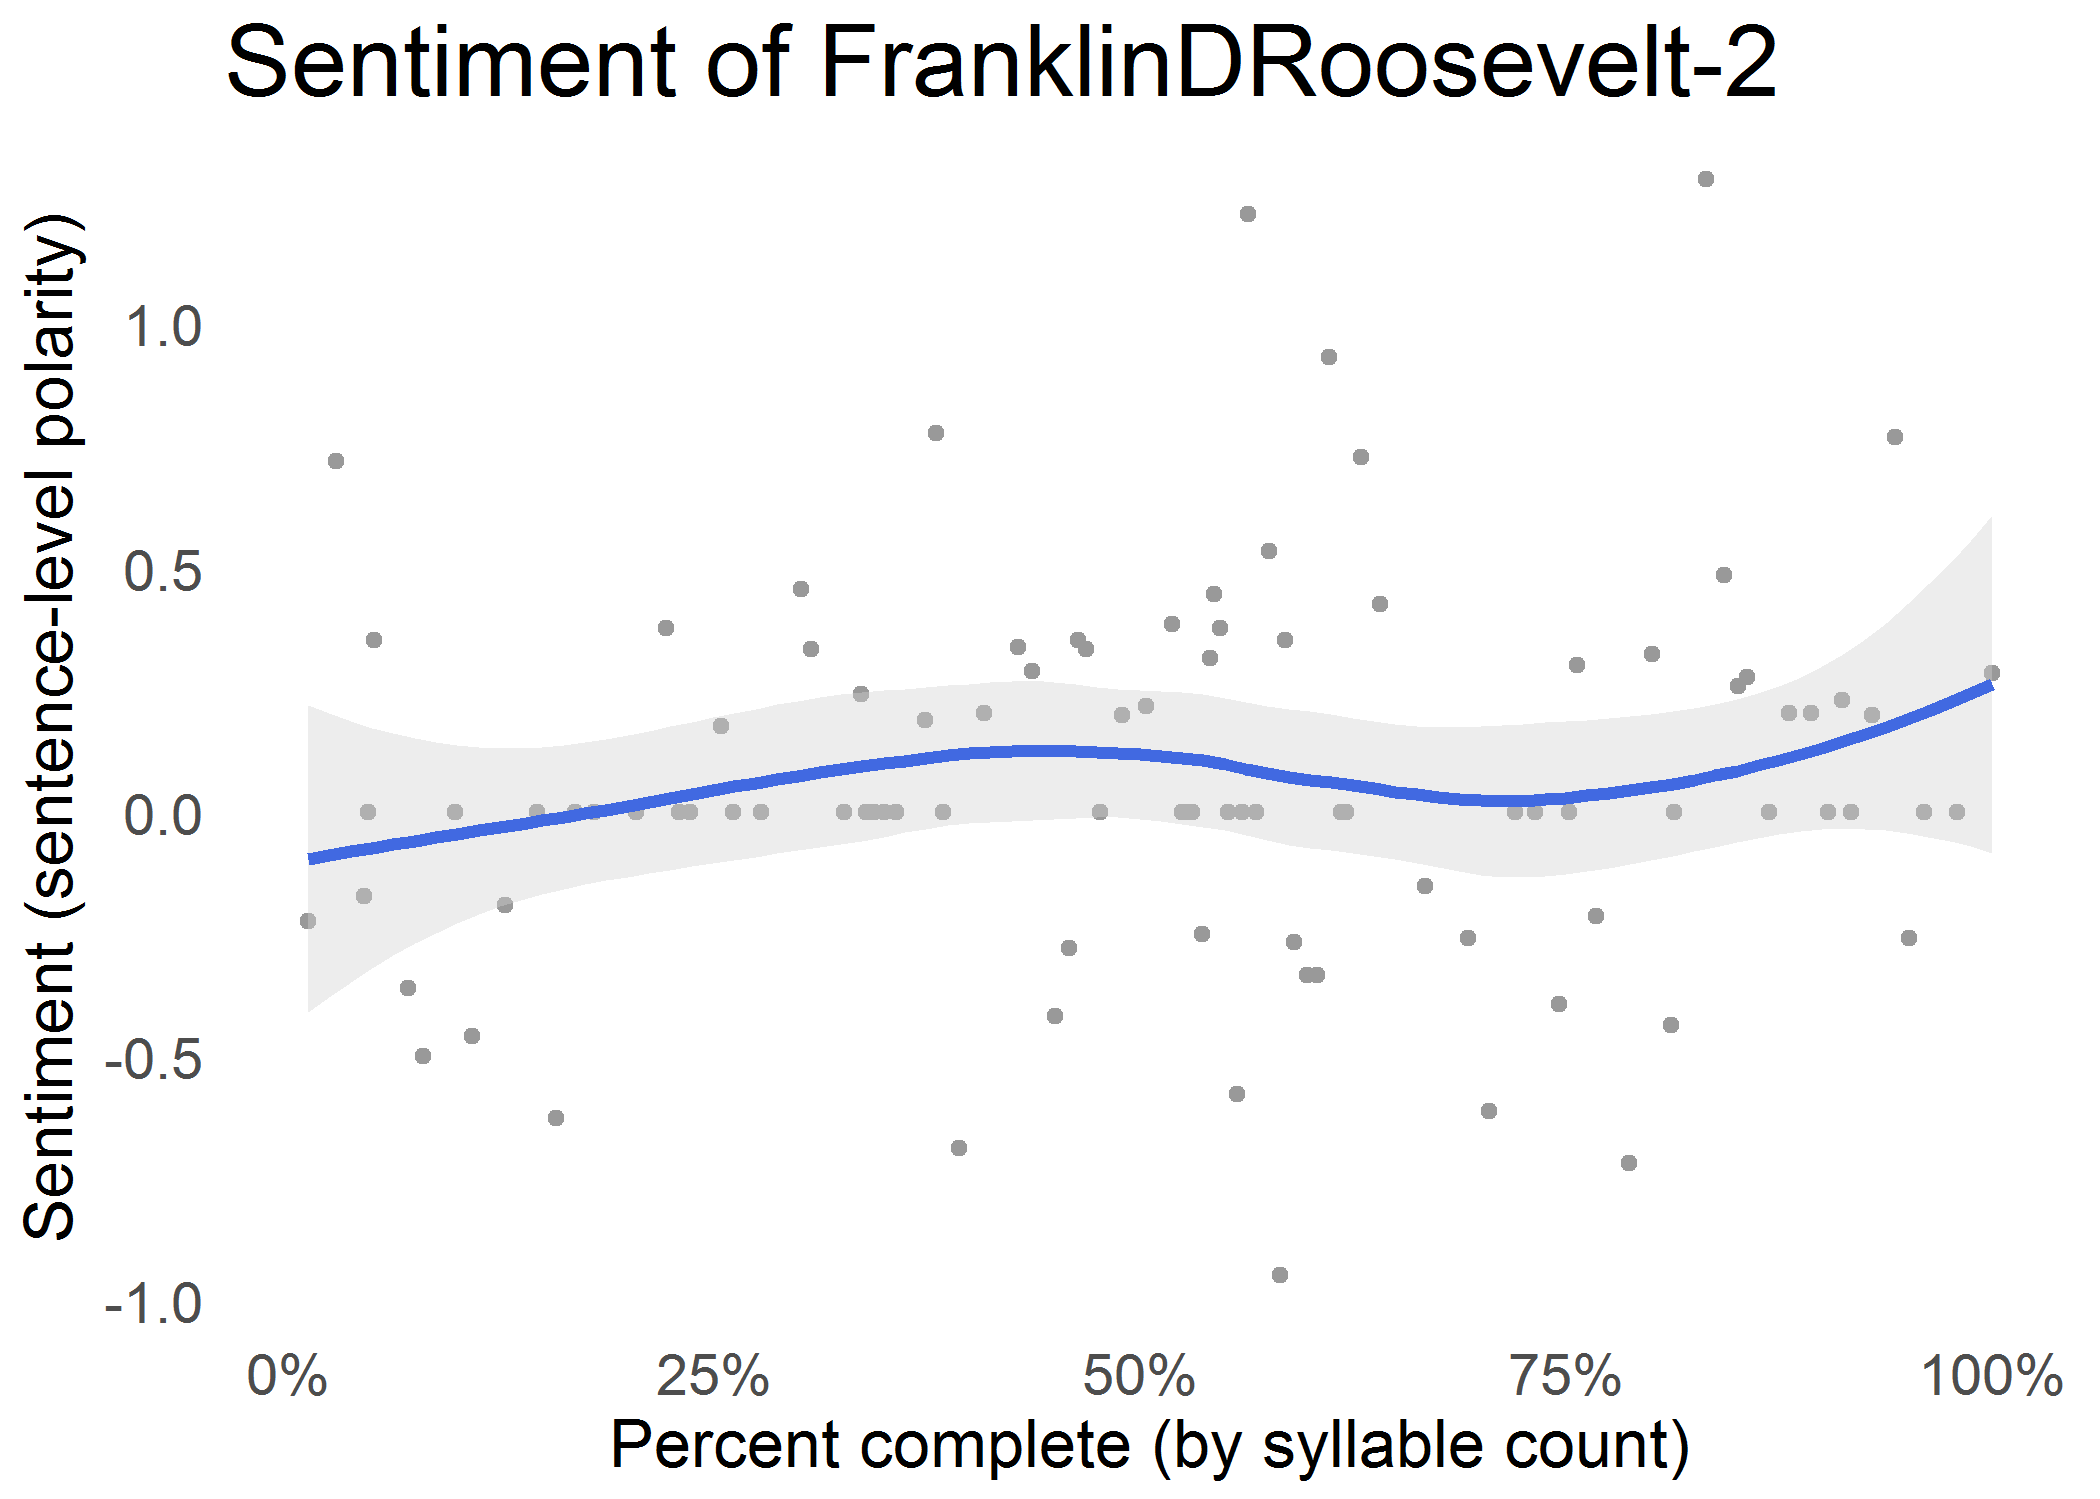 Sentiment of FranklinDRoosevelt-2
Sentiment (sentence-level polarity)
1.0
0.5
0.0
-0.5
-1.0
0% 25% 50% 75% 100%
Percent complete (by syllable count)